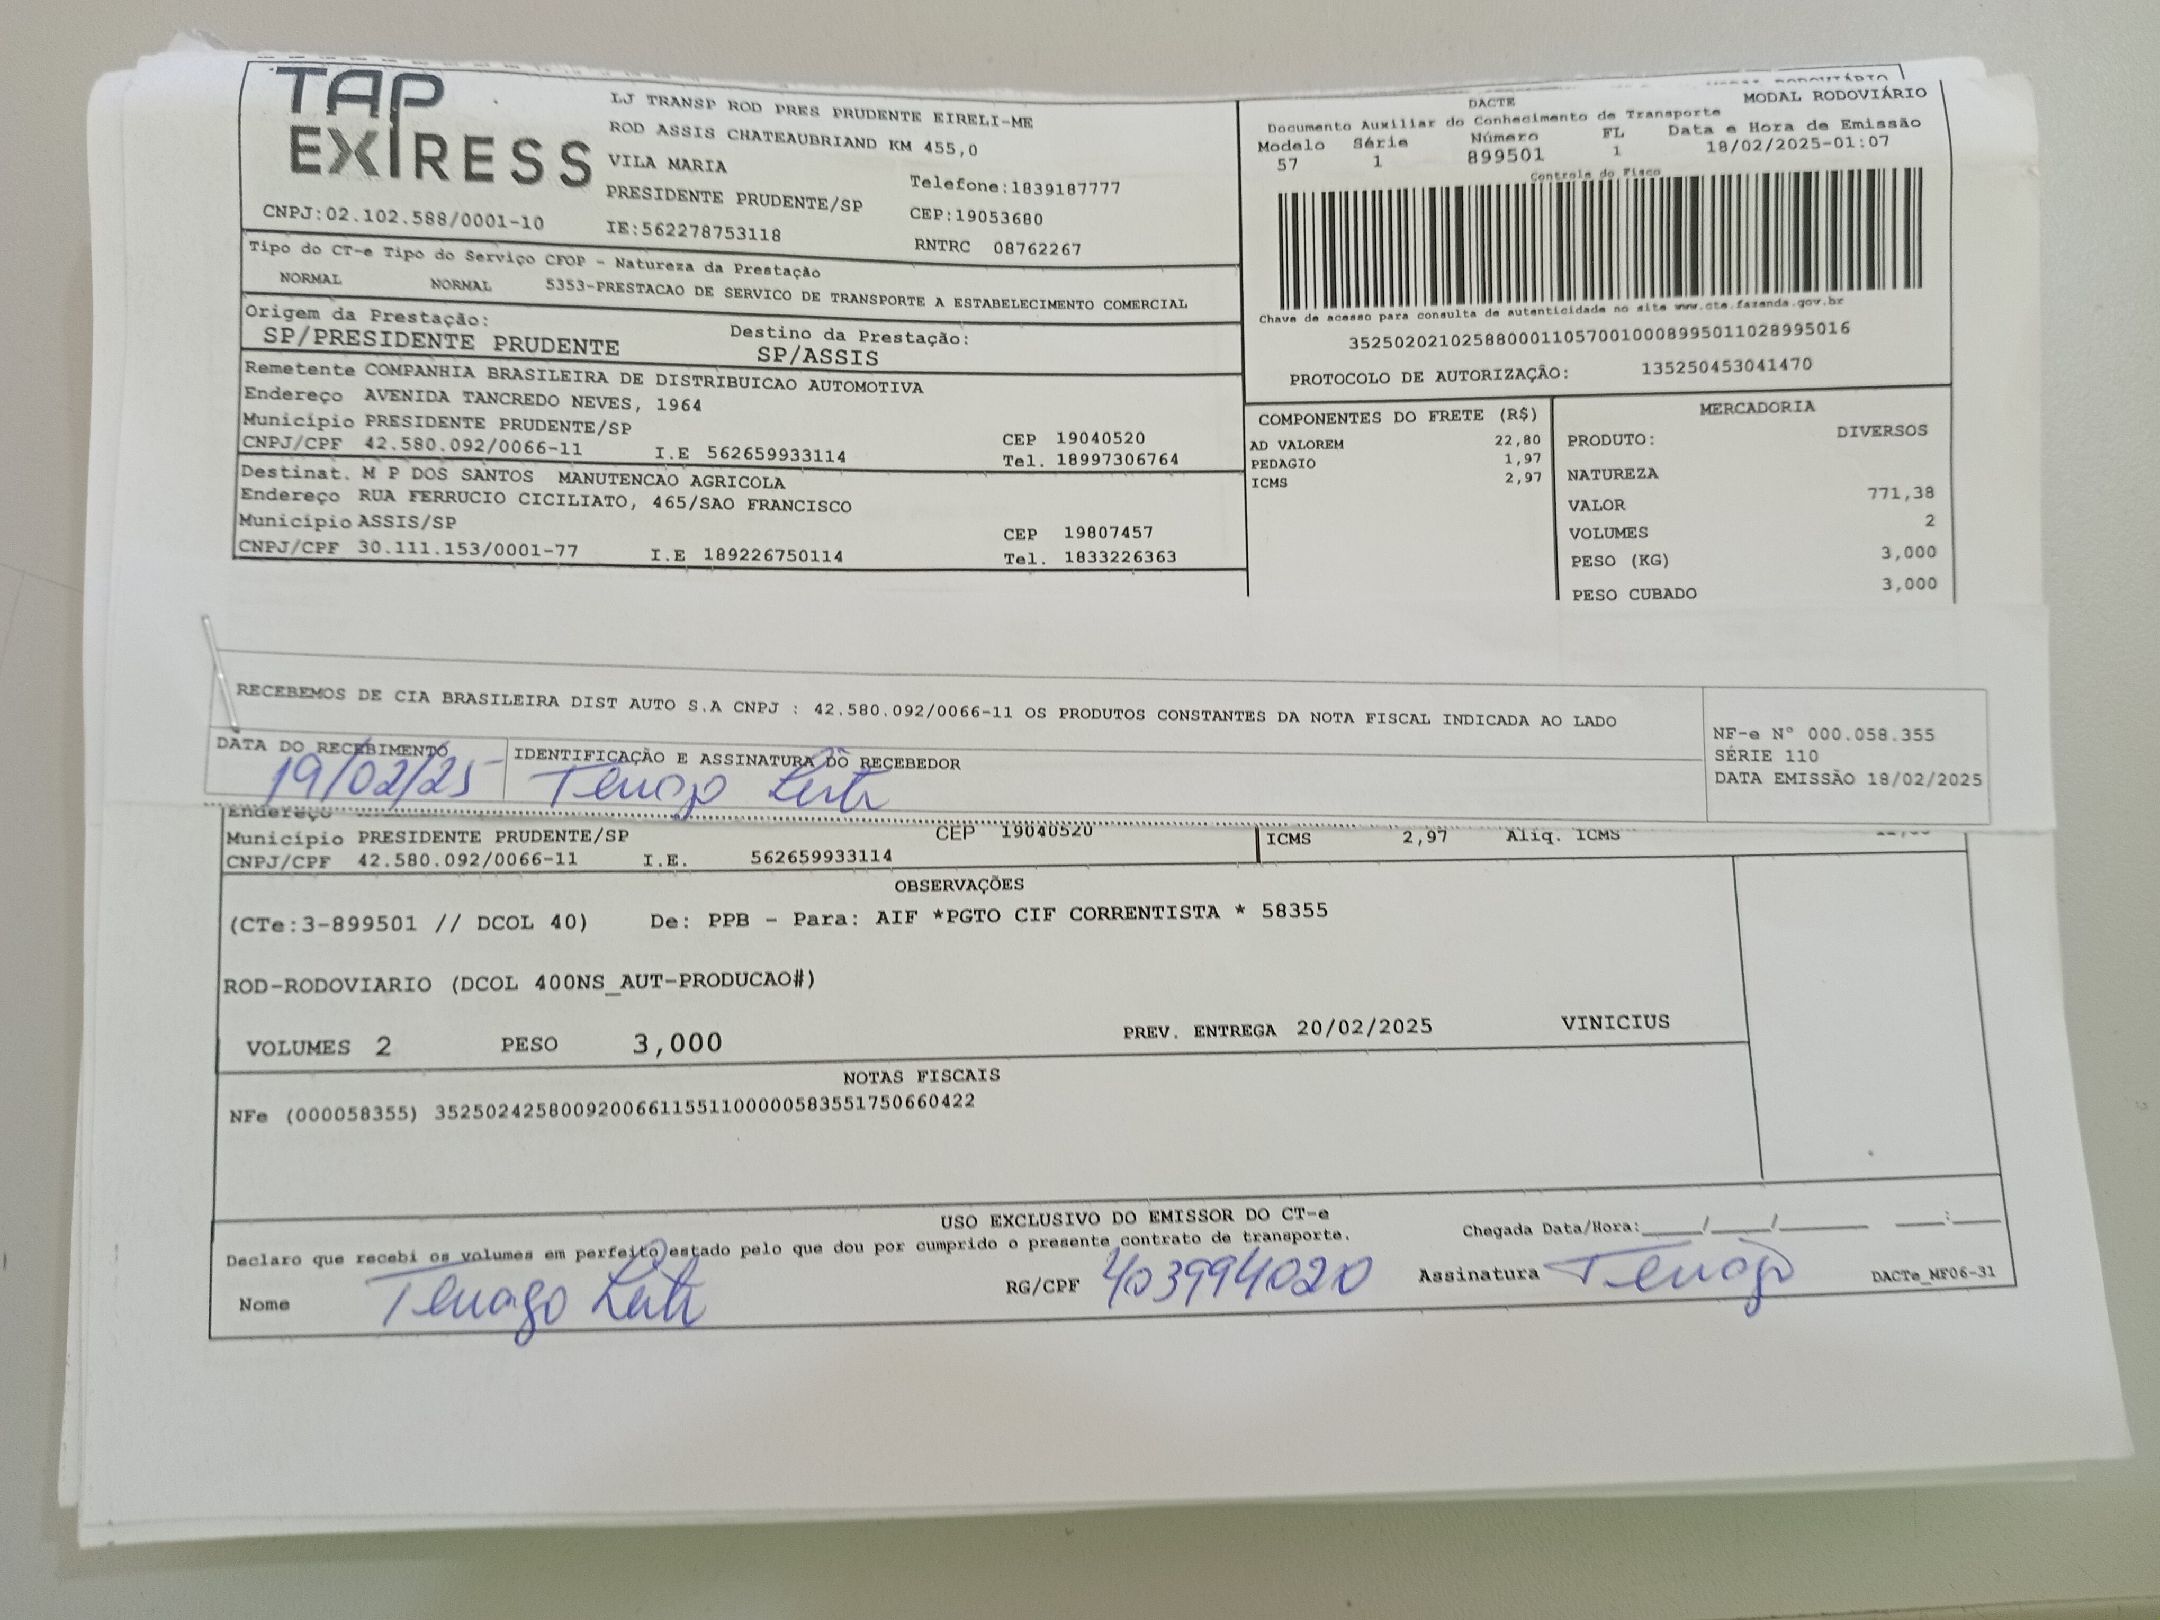 TAP
EXPRESS
LJ TRANSP ROD PRES PRUDENTE EIRELI-ME
ROD ASSIS CHATEAUBRIAND KM 455,0
VILA MARIA
PRESIDENTE PRUDENTE/SP
Telefone:1839187777
CEP:19053680
CNPJ:02.102.588/0001-10
IE:562278753118
RNTRC 08762267
MODAL RODOVIÁRIO
DACTE
MODAL RODOVIÁRIO
Documento Auxiliar do Conhecimento de Transporte
Modelo Série Número FL Data e Hora de Emissão
57 1 899501 1 18/02/2025-01:07
Controle do Fisco
Chave de acesso para consulta de autenticidade no site www.cte.fazenda.gov.br
35250202102588000110570010008995011028995016
PROTOCOLO DE AUTORIZAÇÃO: 135250453041470
Tipo do CT-e Tipo do Serviço CFOP - Natureza da Prestação
NORMAL NORMAL 5353-PRESTACAO DE SERVICO DE TRANSPORTE A ESTABELECIMENTO COMERCIAL
Origem da Prestação: Destino da Prestação:
SP/PRESIDENTE PRUDENTE SP/ASSIS
Remetente COMPANHIA BRASILEIRA DE DISTRIBUICAO AUTOMOTIVA
Endereço AVENIDA TANCREDO NEVES, 1964
Município PRESIDENTE PRUDENTE/SP CEP 19040520
CNPJ/CPF 42.580.092/0066-11 I.E 562659933114 Tel. 18997306764
Destinat. M P DOS SANTOS MANUTENCAO AGRICOLA
Endereço RUA FERRUCIO CICILIATO, 465/SAO FRANCISCO
Município ASSIS/SP CEP 19807457
CNPJ/CPF 30.111.153/0001-77 I.E 189226750114 Tel. 1833226363
COMPONENTES DO FRETE (R$)
AD VALOREM 22,80
PEDAGIO 1,97
ICMS 2,97
MERCADORIA
PRODUTO: DIVERSOS
NATUREZA
VALOR 771,38
VOLUMES 2
PESO (KG) 3,000
PESO CUBADO 3,000
RECEBEMOS DE CIA BRASILEIRA DIST AUTO S.A CNPJ : 42.580.092/0066-11 OS PRODUTOS CONSTANTES DA NOTA FISCAL INDICADA AO LADO
NF-e Nº 000.058.355
SÉRIE 110
DATA EMISSÃO 18/02/2025
DATA DO RECEBIMENTO IDENTIFICAÇÃO E ASSINATURA DO RECEBEDOR
19/02/25
Endereço
Município PRESIDENTE PRUDENTE/SP CEP 19040520 ICMS 2,97 Aliq. ICMS
CNPJ/CPF 42.580.092/0066-11 I.E. 562659933114
OBSERVAÇÕES
(CTe:3-899501 // DCOL 40) De: PPB - Para: AIF *PGTO CIF CORRENTISTA * 58355
ROD-RODOVIARIO (DCOL 400NS_AUT-PRODUCAO#)
VOLUMES 2 PESO 3,000 PREV. ENTREGA 20/02/2025 VINICIUS
NOTAS FISCAIS
NFe (000058355) 35250242580092006611551100000583551750660422
USO EXCLUSIVO DO EMISSOR DO CT-e
Declaro que recebi os volumes em perfeito estado pelo que dou por cumprido o presente contrato de transporte. Chegada Data/Hora:____/____/______ ____:____
Nome RG/CPF 403994020 Assinatura DACTe_MF06-31